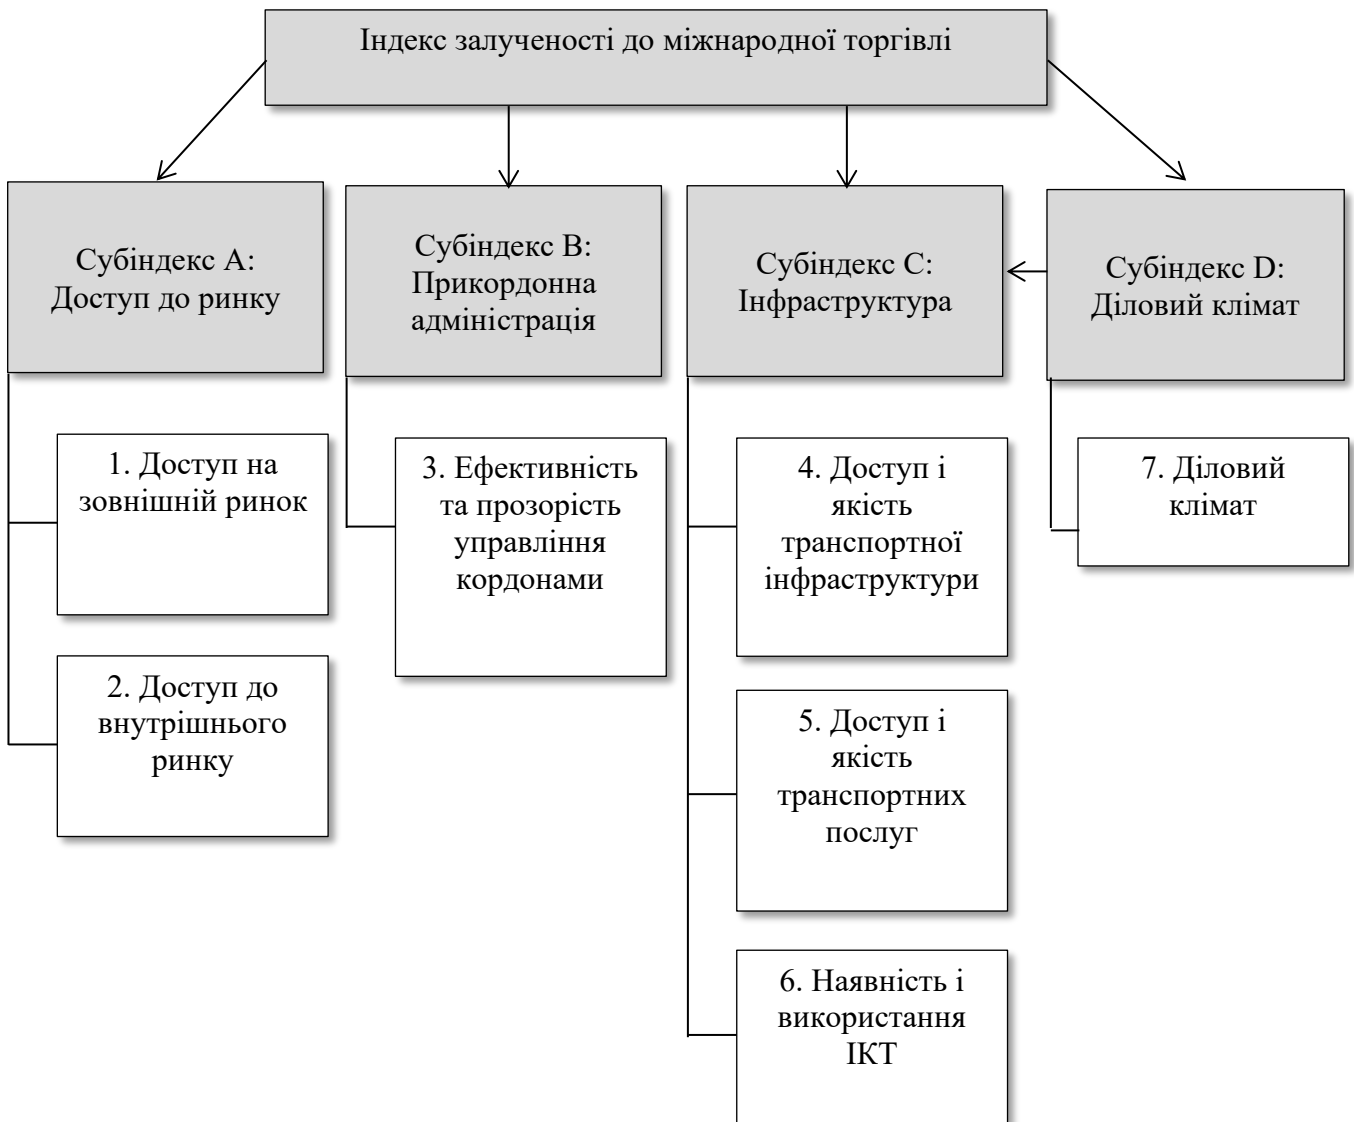 Індекс залученості до міжнародної торгівлі
Субіндекс А:
Доступ до ринку
Субіндекс В:
Прикордонна
адміністрація
Субіндекс С:
Інфраструктура
Субіндекс D:
Діловий клімат
1. Доступ на
зовнішній ринок
2. Доступ до
внутрішнього
ринку
3. Ефективність
та прозорість
управління
кордонами
4. Доступ і
якість
транспортної
інфраструктури
5. Доступ і
якість
транспортних
послуг
6. Наявність і
використання
ІКТ
7. Діловий
клімат